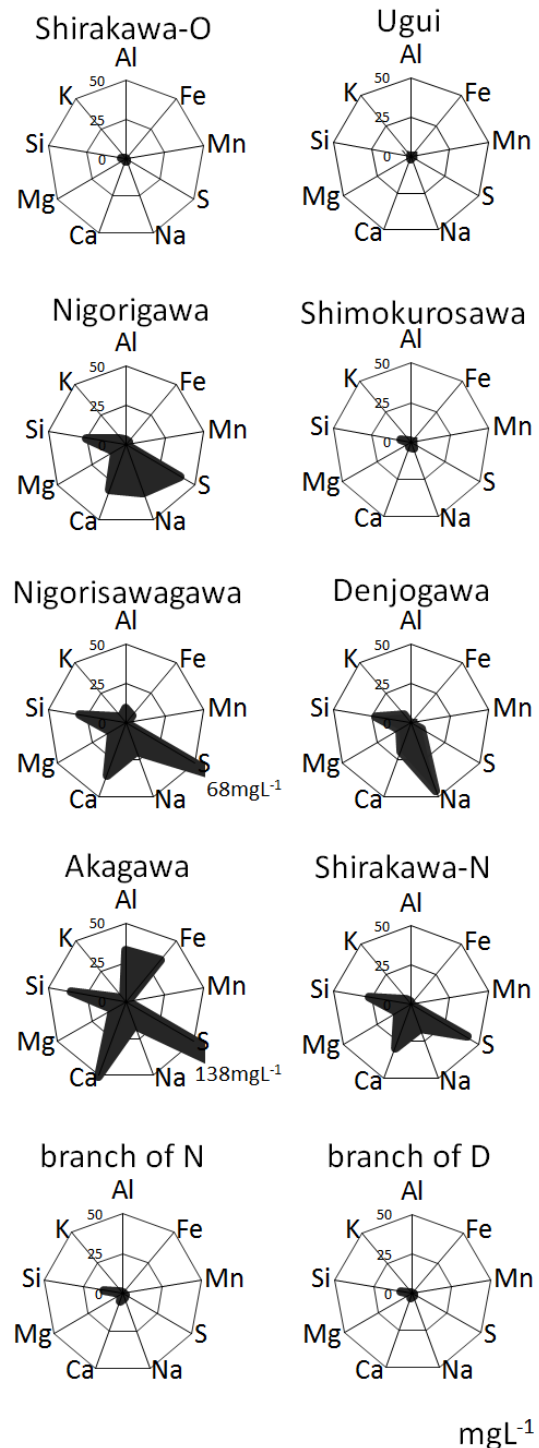 Shirakawa-O
Al
50
K
Fe
25
Si
Mn
0
Mg
S
Ca
Na
Ugui
Al
50
K
Fe
25
Si
Mn
0
Mg
S
Ca
Na
Nigorigawa
Al
50
K
Fe
25
Si
Mn
0
Mg
S
Ca
Na
Shimokurosawa
Al
50
K
Fe
25
Si
Mn
0
Mg
S
Ca
Na
Nigorisawagawa
Al
50
K
Fe
25
Si
Mn
0
Mg
S
68mgL⁻¹
Ca
Na
Denjogawa
Al
50
K
Fe
25
Si
Mn
0
Mg
S
Ca
Na
Akagawa
Al
50
K
Fe
25
Si
Mn
0
Mg
S
138mgL⁻¹
Ca
Na
Shirakawa-N
Al
50
K
Fe
25
Si
Mn
0
Mg
S
Ca
Na
branch of N
Al
50
K
Fe
25
Si
Mn
0
Mg
S
Ca
Na
branch of D
Al
50
K
Fe
25
Si
Mn
0
Mg
S
Ca
Na
mgL⁻¹